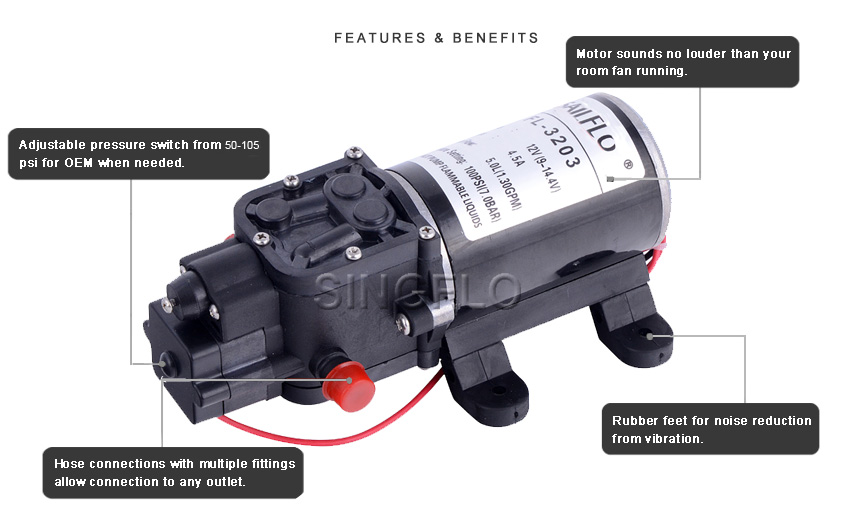 FEATURES & BENEFITS
Motor sounds no louder than your
room fan running.
Adjustable pressure switch from 50-105
psi for OEM when needed.
FLO ®
FL-3203
12V(9-14.4V)
4.5A
5.0L(1.30GPM)
Setting: 100PSI(7.0BAR)
PUMP FLAMMABLE LIQUIDS
SINGFLO
Rubber feet for noise reduction
from vibration.
Hose connections with multiple fittings
allow connection to any outlet.